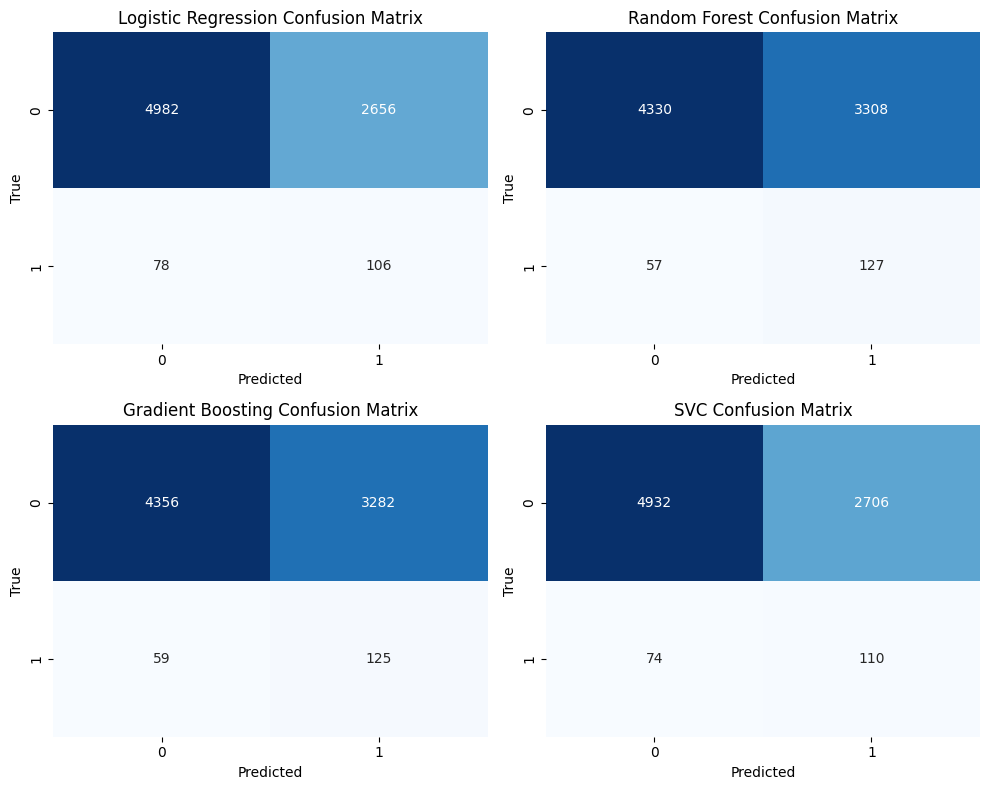 Logistic Regression Confusion Matrix
0
4982
2656
True
1
78
106
0
1
Predicted
Random Forest Confusion Matrix
0
4330
3308
True
1
57
127
0
1
Predicted
Gradient Boosting Confusion Matrix
0
4356
3282
True
1
59
125
0
1
Predicted
SVC Confusion Matrix
0
4932
2706
True
1
74
110
0
1
Predicted